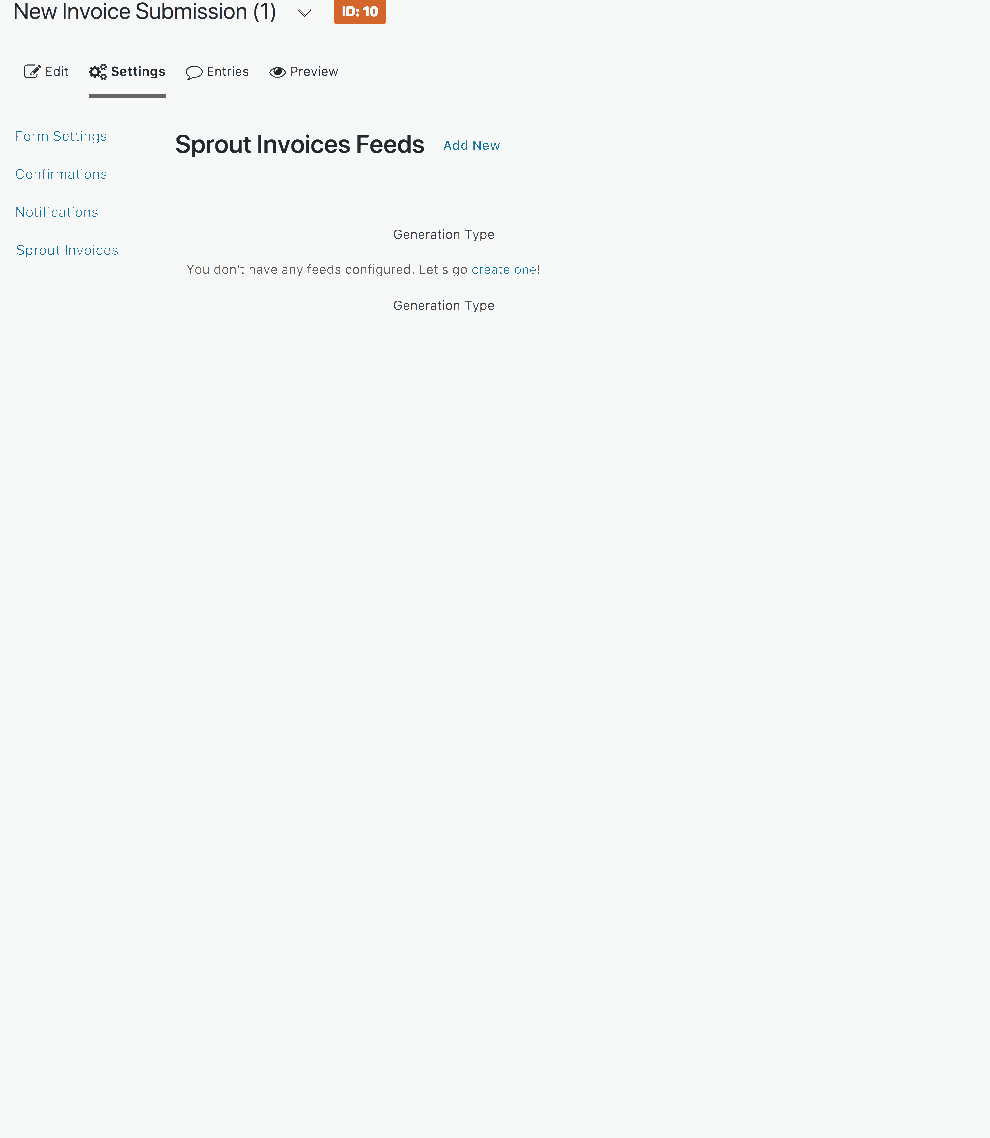 New Invoice Submission (1) ID: 10
Edit Settings Entries Preview
Form Settings
Confirmations
Notifications
Sprout Invoices
Sprout Invoices Feeds Add New
Generation Type
You don't have any feeds configured. Let's go create one!
Generation Type